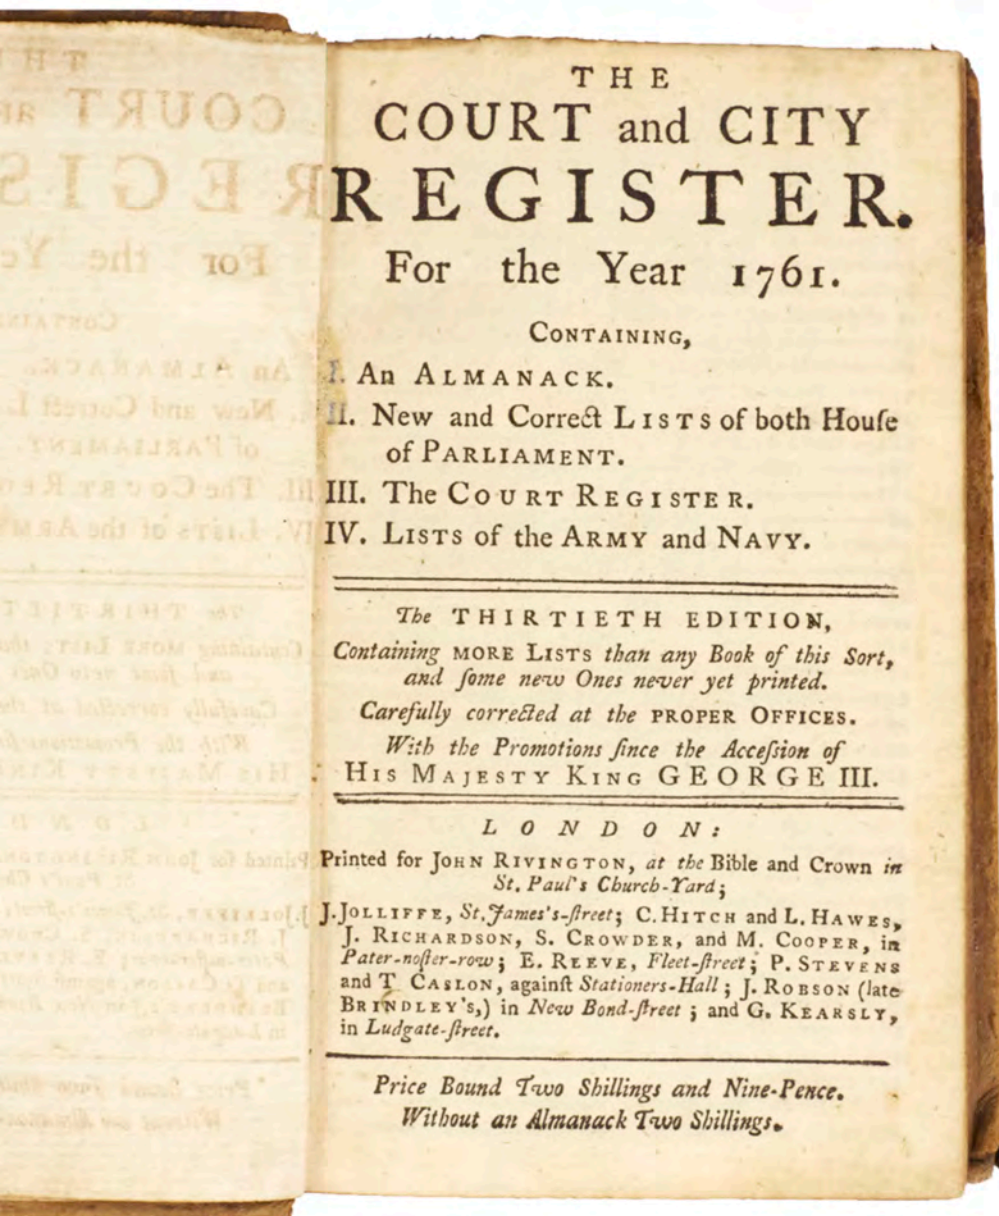 THE
COURT and CITY
REGISTER.
For the Year 1761.
CONTAINING,
I. An ALMANACK.
II. New and Correct LISTS of both Houſe
of PARLIAMENT.
III. The COURT REGISTER.
IV. LISTS of the ARMY and NAVY.
The THIRTIETH EDITION,
Containing MORE LISTS than any Book of this Sort,
and ſome new Ones never yet printed.
Carefully corrected at the PROPER OFFICES.
With the Promotions ſince the Acceſsion of
HIS MAJESTY KING GEORGE III.
LONDON:
Printed for JOHN RIVINGTON, at the Bible and Crown in
St. Paul's Church-Yard;
J. JOLLIFFE, St. James's-ſtreet; C. HITCH and L. HAWES,
J. RICHARDSON, S. CROWDER, and M. COOPER, in
Pater-noſter-row; E. REEVE, Fleet-ſtreet; P. STEVENS
and T. CASLON, againſt Stationers-Hall; J. ROBSON (late
BRINDLEY's,) in New Bond-ſtreet; and G. KEARSLY,
in Ludgate-ſtreet.
Price Bound Two Shillings and Nine-Pence.
Without an Almanack Two Shillings.